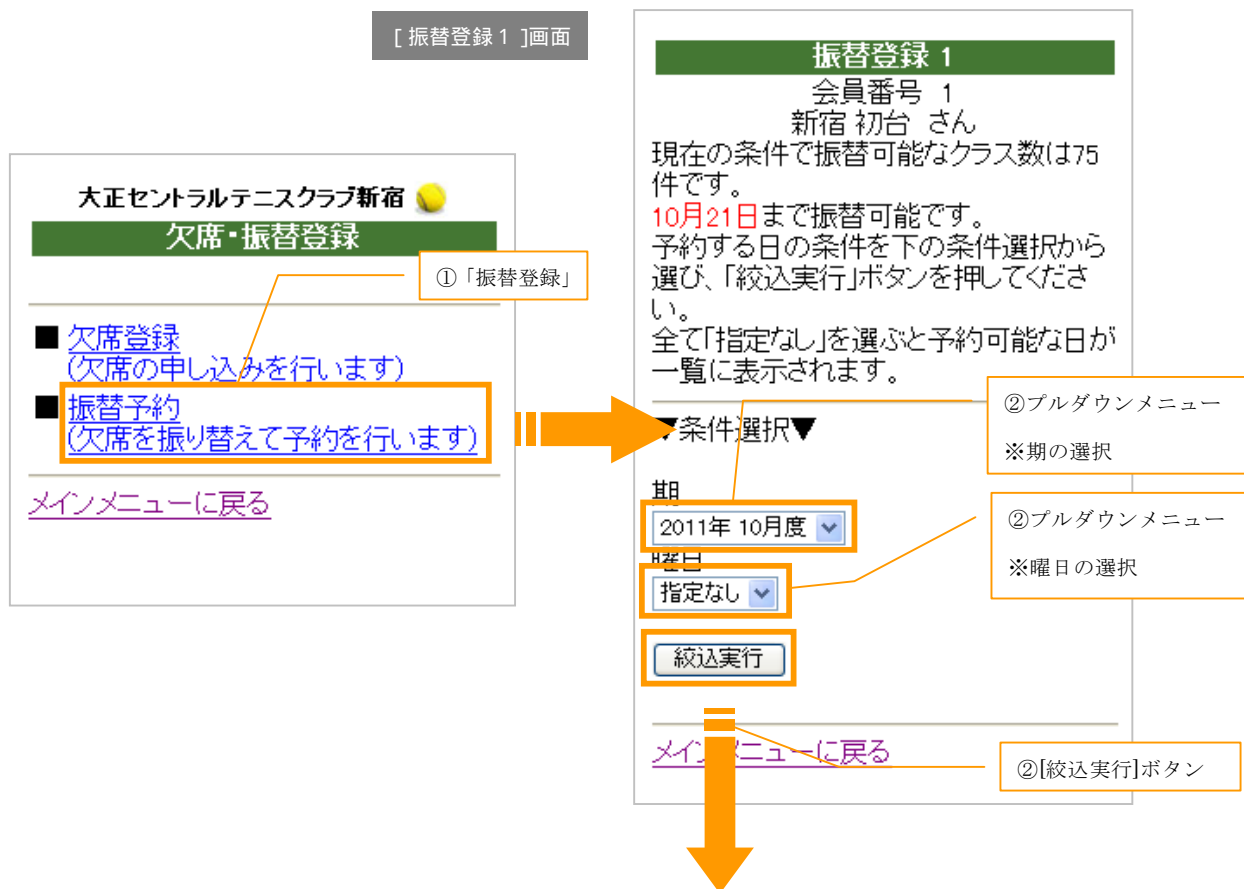 [ 振替登録1 ]画面
大正セントラルテニスクラブ新宿
欠席・振替登録
①「振替登録」
■ 欠席登録
(欠席の申し込みを行います)
■ 振替予約
(欠席を振り替えて予約を行います)
メインメニューに戻る
振替登録 1
会員番号 1
新宿 初台 さん
現在の条件で振替可能なクラス数は75
件です。
10月21日まで振替可能です。
予約する日の条件を下の条件選択から
選び、「絞込実行」ボタンを押してくださ
い。
全て「指定なし」を選ぶと予約可能な日が
一覧に表示されます。
▼条件選択▼
②プルダウンメニュー
※期の選択
期
2011年 10月度
②プルダウンメニュー
※曜日の選択
曜日
指定なし
絞込実行
メインメニューに戻る
②[絞込実行]ボタン